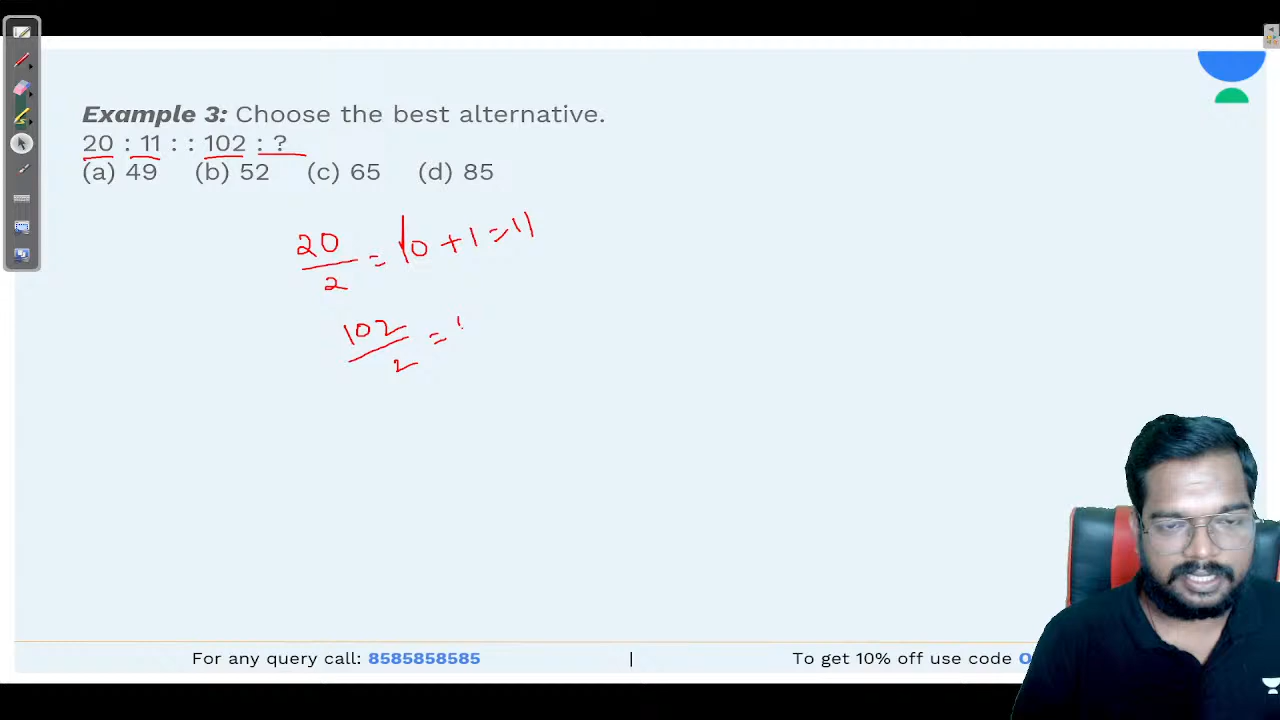 Example 3: Choose the best alternative.
20 : 11 : : 102 : ?
(a) 49 (b) 52 (c) 65 (d) 85
20/2 = 10 + 1 = 11
102/2 =
For any query call: 8585858585 | To get 10% off use code